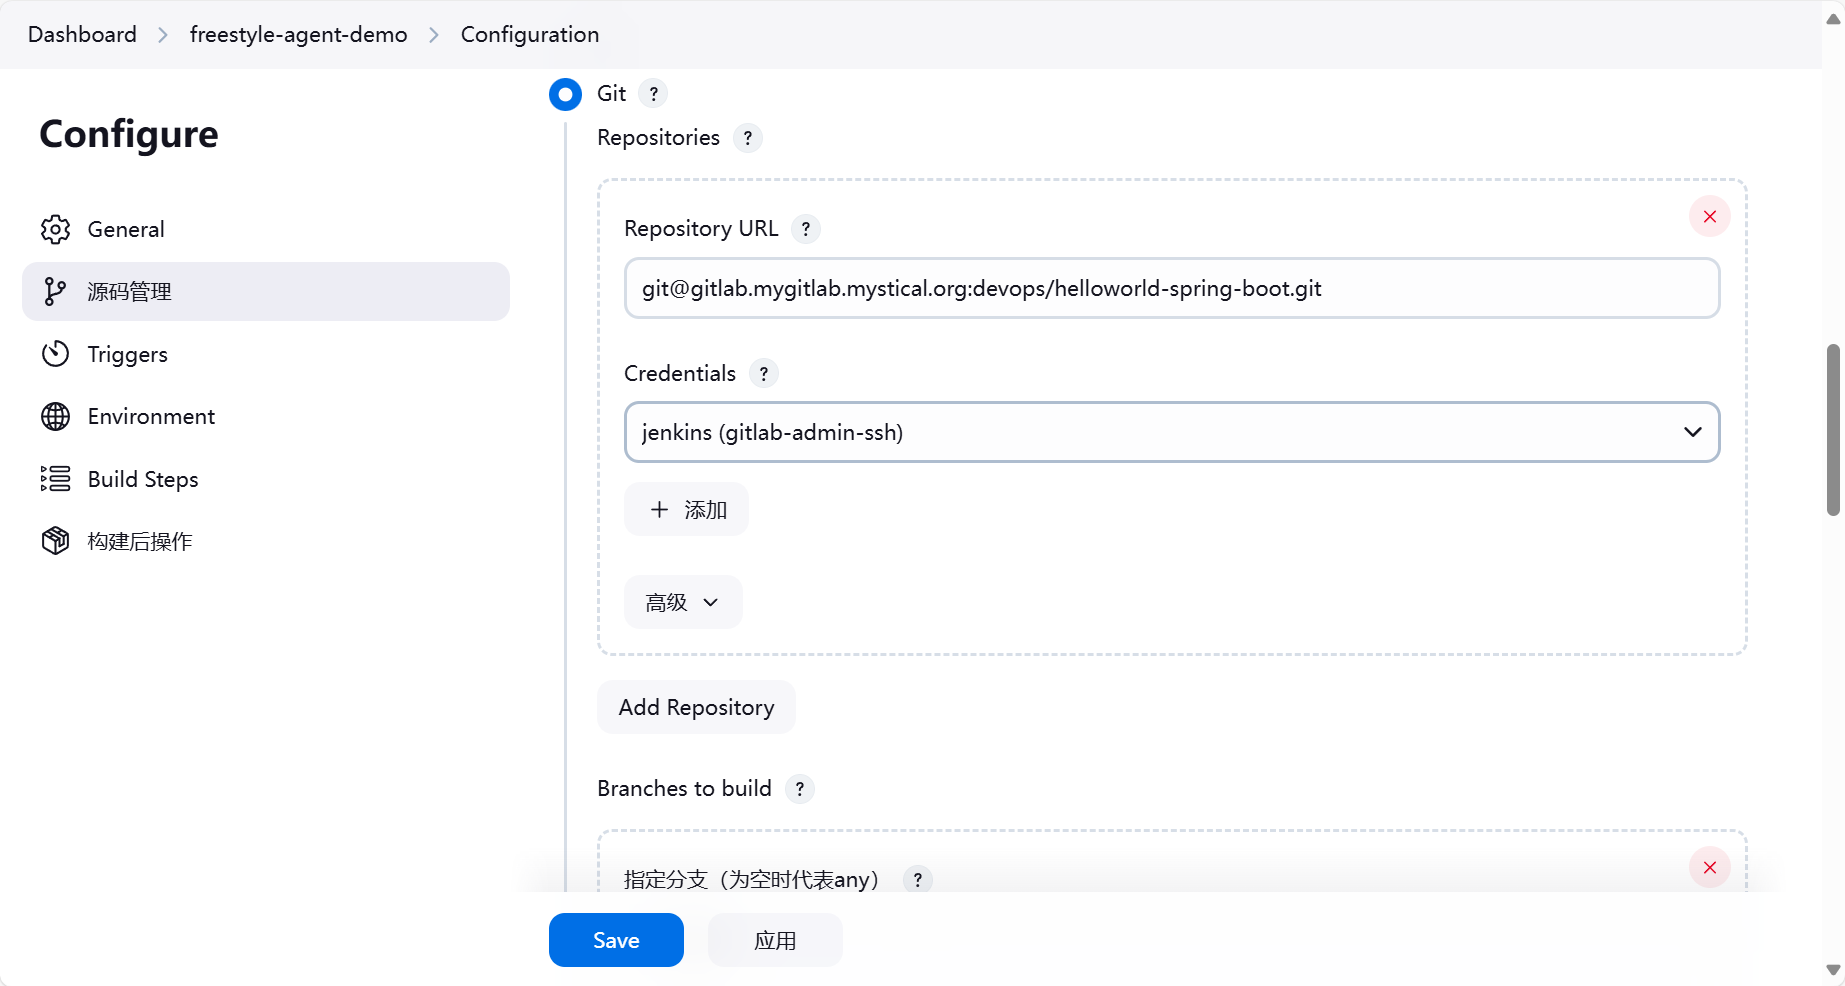 Dashboard > freestyle-agent-demo > Configuration
Configure
General
源码管理
Triggers
Environment
Build Steps
构建后操作
Git ?
Repositories ?
Repository URL ?
git@gitlab.mygitlab.mystical.org:devops/helloworld-spring-boot.git
Credentials ?
jenkins (gitlab-admin-ssh)
+ 添加
高级
Add Repository
Branches to build ?
指定分支（为空时代表any） ?
Save 应用